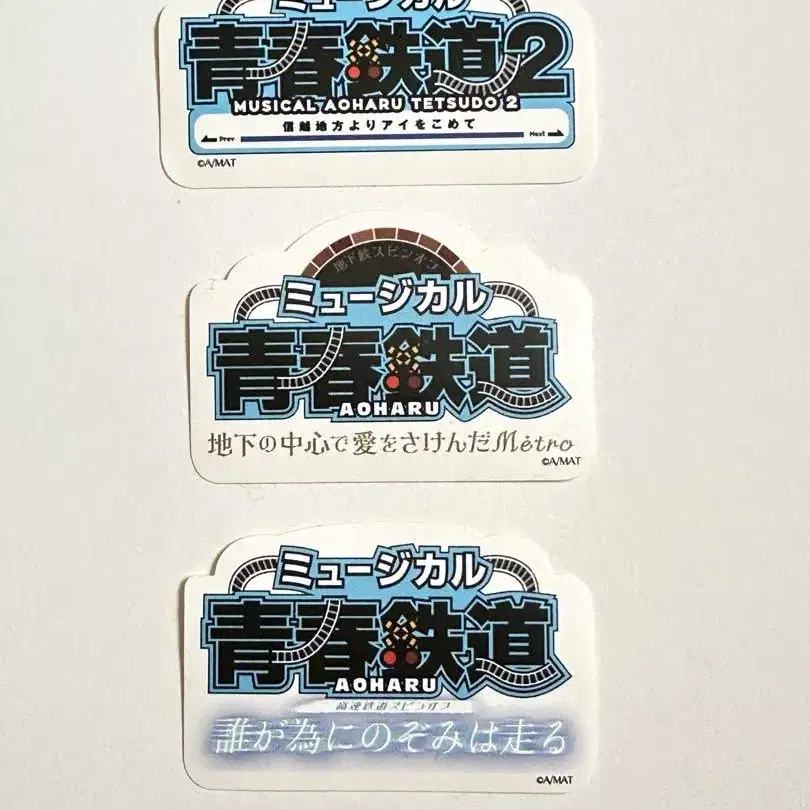 ミュージカル
青春鉄道2
MUSICAL AOHARU TETSUDO 2
信越地方よりアイをこめて
Prev
Next
©A/MAT
地下鉄スピンオフ
ミュージカル
青春鉄道
AOHARU
地下の中心で愛をさけんだMétro
©A/MAT
ミュージカル
青春鉄道
AOHARU
高速鉄道スピンオフ
誰が為にのぞみは走る
©A/MAT